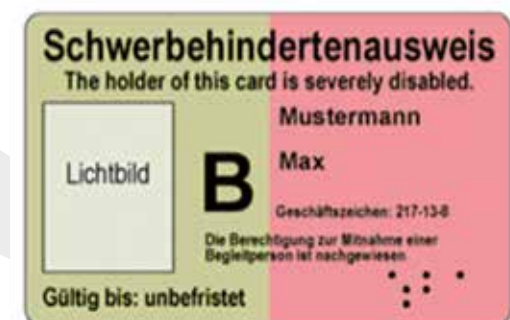 Schwerbehindertenausweis
The holder of this card is severely disabled.
Lichtbild
B
Mustermann
Max
Geschäftszeichen: 217-13-8
Die Berechtigung zur Mitnahme einer
Begleitperson ist nachgewiesen
Gültig bis: unbefristet